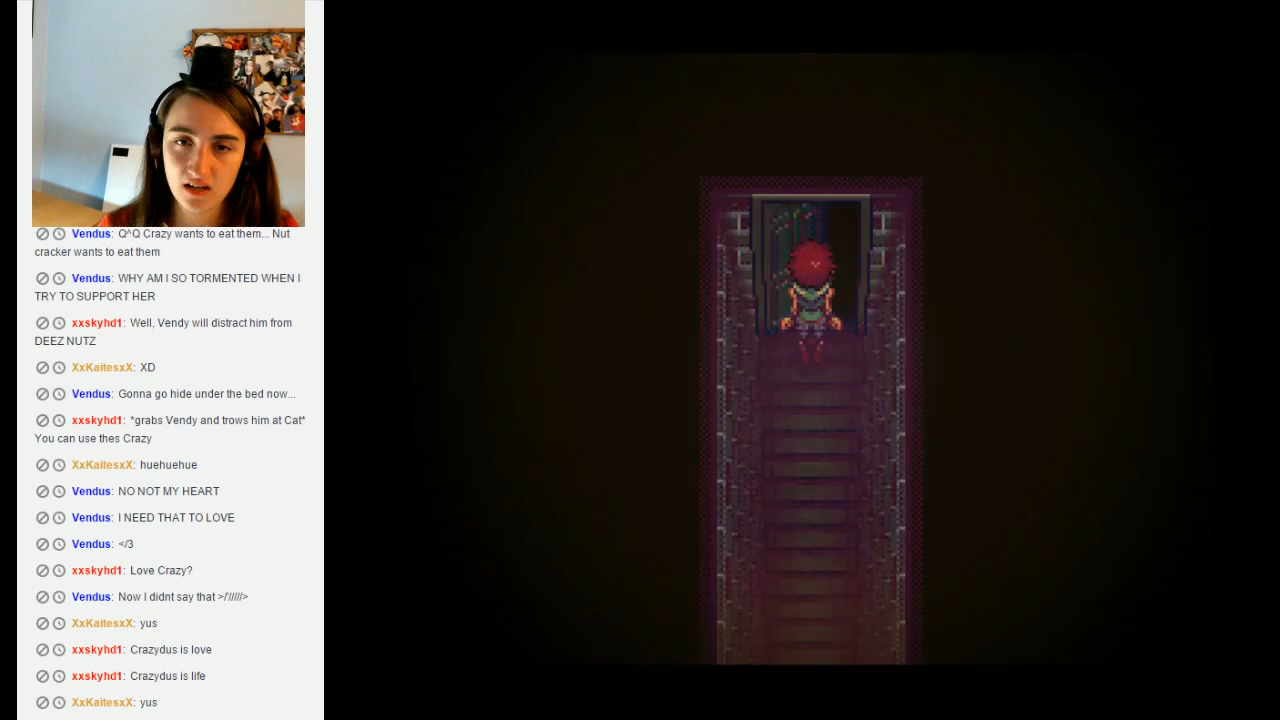 Vendus: Q^Q Crazy wants to eat them... Nut
cracker wants to eat them
Vendus: WHY AM I SO TORMENTED WHEN I
TRY TO SUPPORT HER
xxskyhd1: Well, Vendy will distract him from
DEEZ NUTZ
XxKaitesxX: XD
Vendus: Gonna go hide under the bed now...
xxskyhd1: *grabs Vendy and trows him at Cat*
You can use thes Crazy
XxKaitesxX: huehuehue
Vendus: NO NOT MY HEART
Vendus: I NEED THAT TO LOVE
Vendus: </3
xxskyhd1: Love Crazy?
Vendus: Now I didnt say that >/'/////>
XxKaitesxX: yus
xxskyhd1: Crazydus is love
xxskyhd1: Crazydus is life
XxKaitesxX: yus